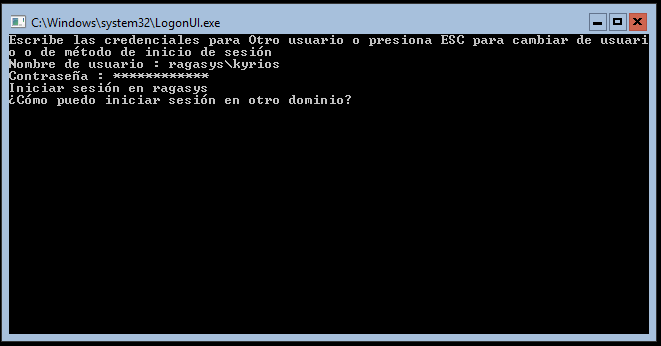 C:\Windows\system32\LogonUI.exe
Escribe las credenciales para Otro usuario o presiona ESC para cambiar de usuari
o o de método de inicio de sesión
Nombre de usuario : ragasys\kyrios
Contraseña : ************
Iniciar sesión en ragasys
¿Cómo puedo iniciar sesión en otro dominio?